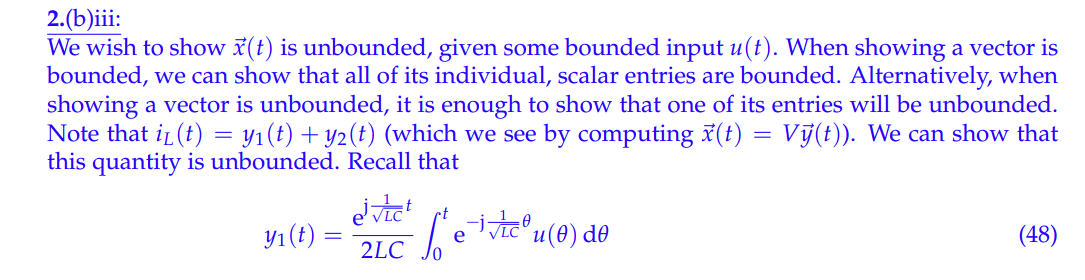 2.(b)iii:
We wish to show $\vec{x}(t)$ is unbounded, given some bounded input $u(t)$. When showing a vector is
bounded, we can show that all of its individual, scalar entries are bounded. Alternatively, when
showing a vector is unbounded, it is enough to show that one of its entries will be unbounded.
Note that $i_L(t) = y_1(t) + y_2(t)$ (which we see by computing $\vec{x}(t) = V\vec{y}(t)$). We can show that
this quantity is unbounded. Recall that
$y_1(t) = \frac{e^{j\frac{1}{\sqrt{LC}}t}}{2LC} \int_0^t e^{-j\frac{1}{\sqrt{LC}}\theta} u(\theta) \, d\theta$ (48)